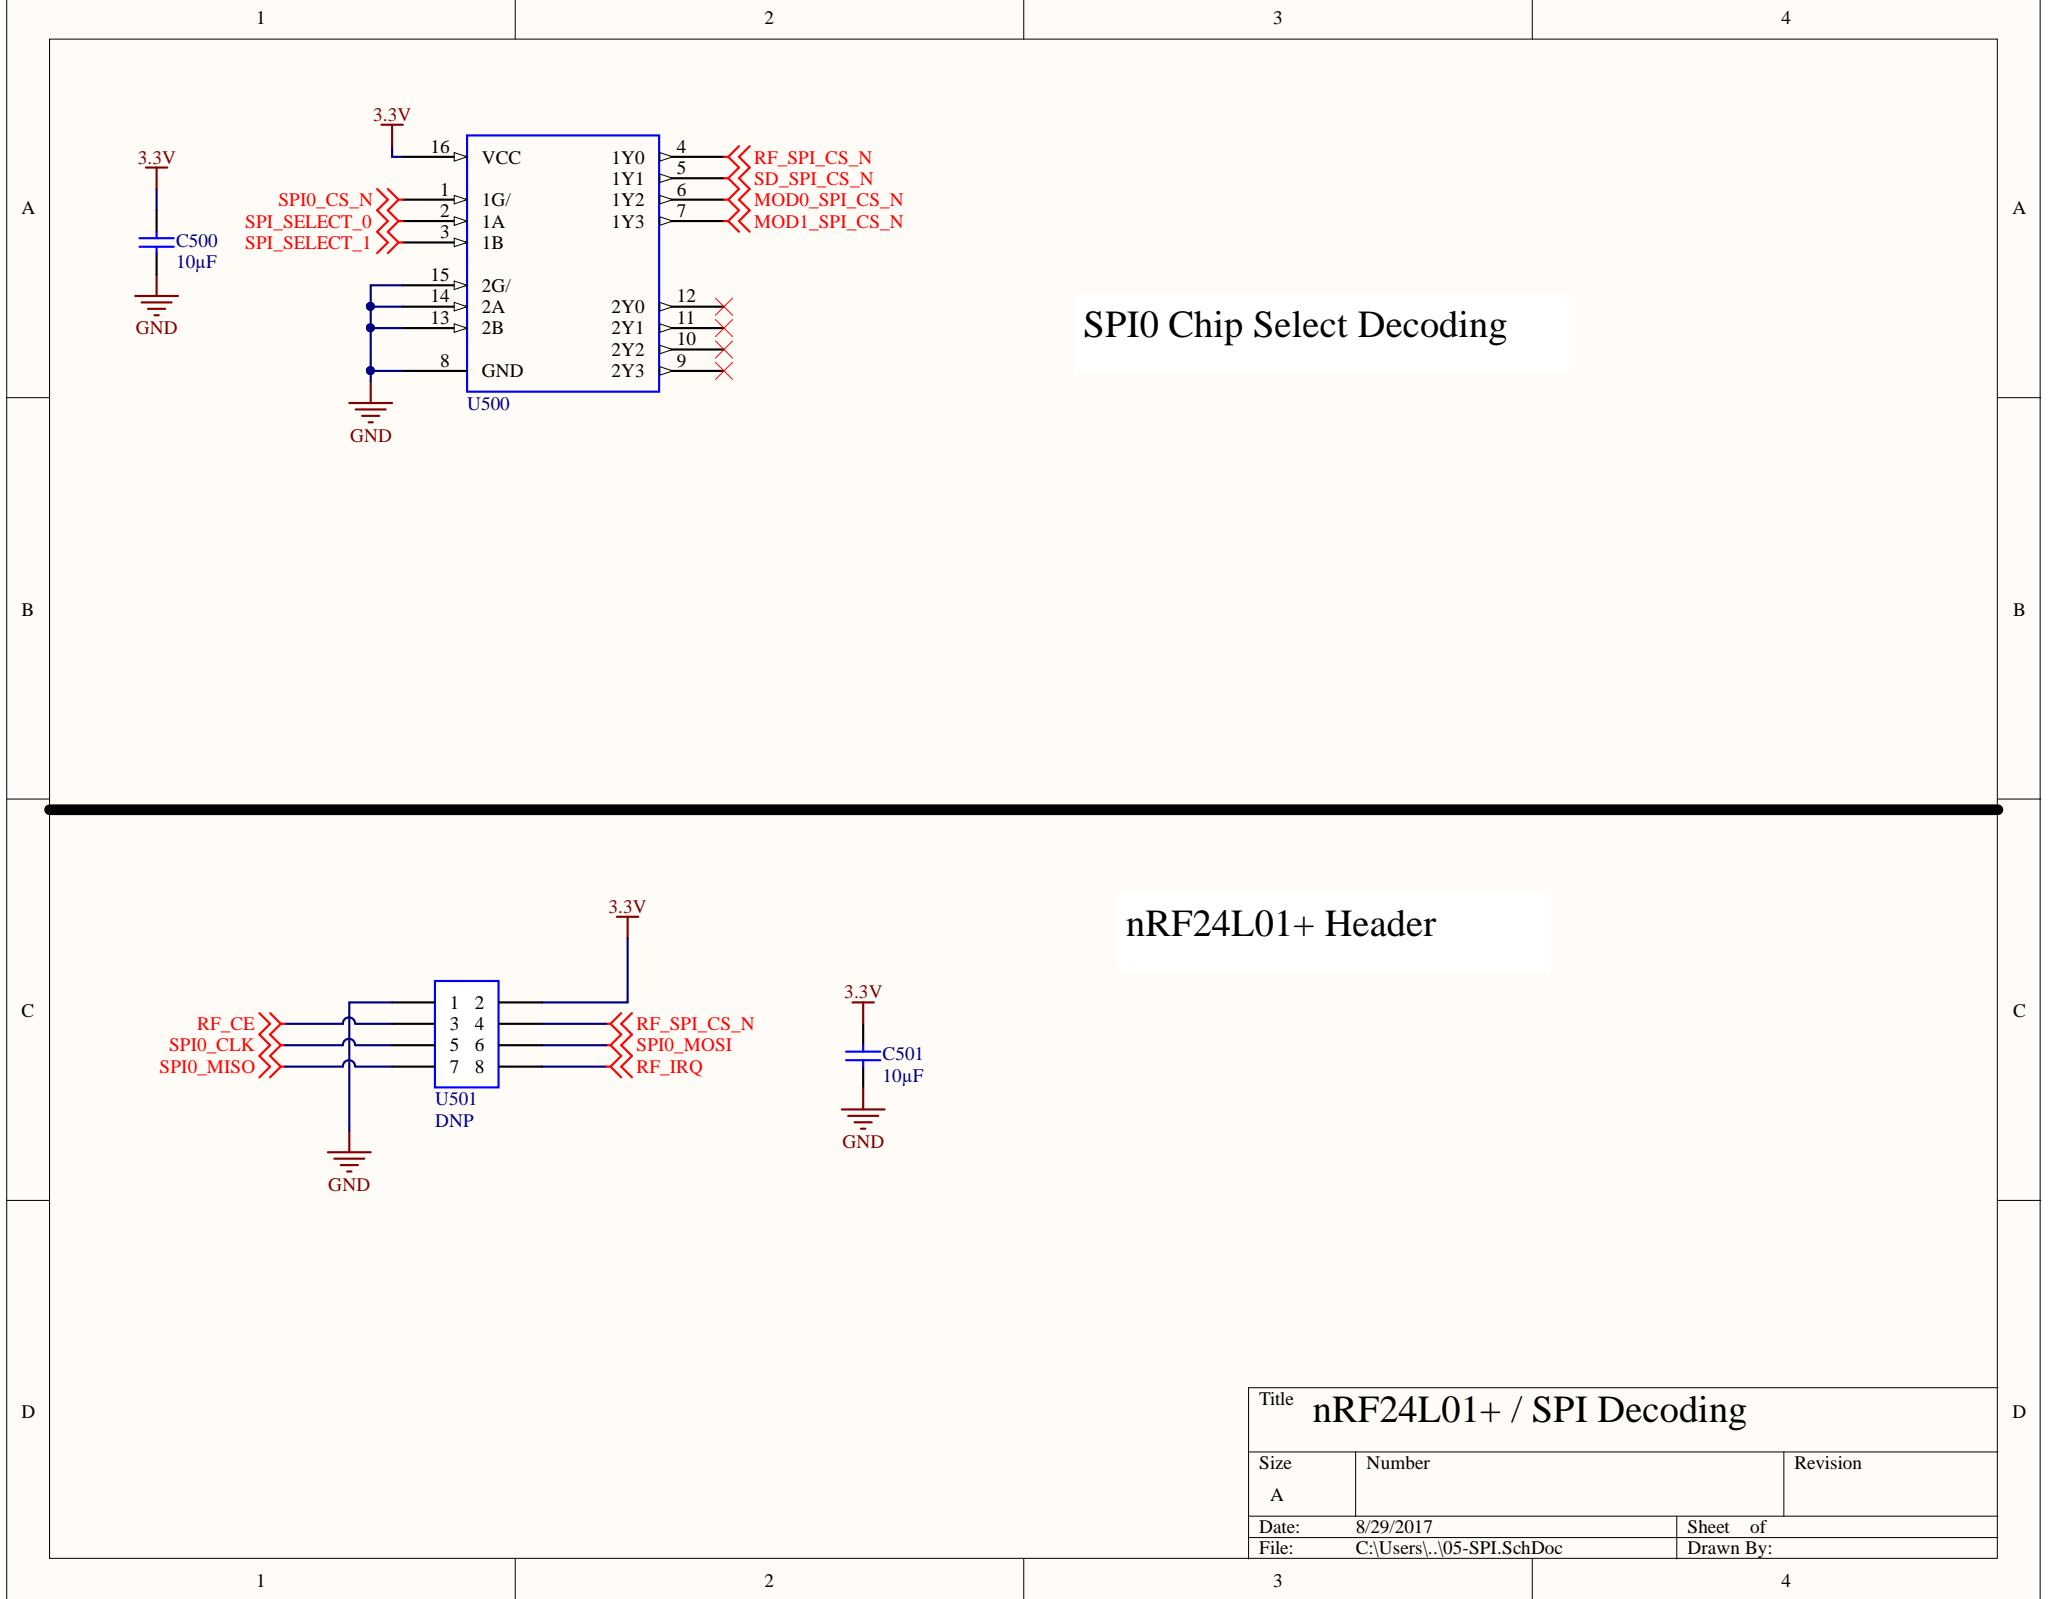 1 2 3 4
A A
3.3V
3.3V
C500
10µF
GND
SPI0_CS_N
SPI_SELECT_0
SPI_SELECT_1
16 VCC
1 1G/
2 1A
3 1B
15 2G/
14 2A
13 2B
8 GND
1Y0 4 RF_SPI_CS_N
1Y1 5 SD_SPI_CS_N
1Y2 6 MOD0_SPI_CS_N
1Y3 7 MOD1_SPI_CS_N
2Y0 12
2Y1 11
2Y2 10
2Y3 9
U500
GND
SPI0 Chip Select Decoding
B B
nRF24L01+ Header
C C
3.3V
1 2
RF_CE 3 4 RF_SPI_CS_N
SPI0_CLK 5 6 SPI0_MOSI
SPI0_MISO 7 8 RF_IRQ
U501
DNP
GND
3.3V
C501
10µF
GND
D D
Title nRF24L01+ / SPI Decoding
Size Number Revision
A
Date: 8/29/2017 Sheet of
File: C:\Users\..\05-SPI.SchDoc Drawn By:
1 2 3 4